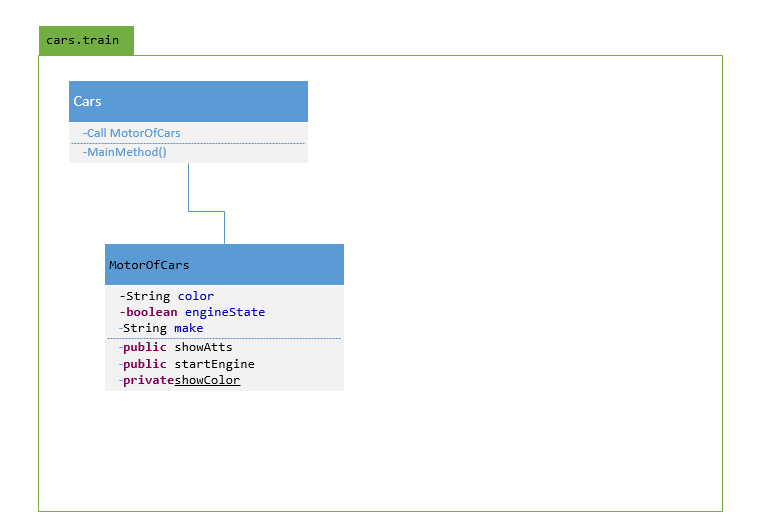 cars.train
Cars
-Call MotorOfCars
-MainMethod()
MotorOfCars
-String color
-boolean engineState
-String make
-public showAtts
-public startEngine
-privateshowColor